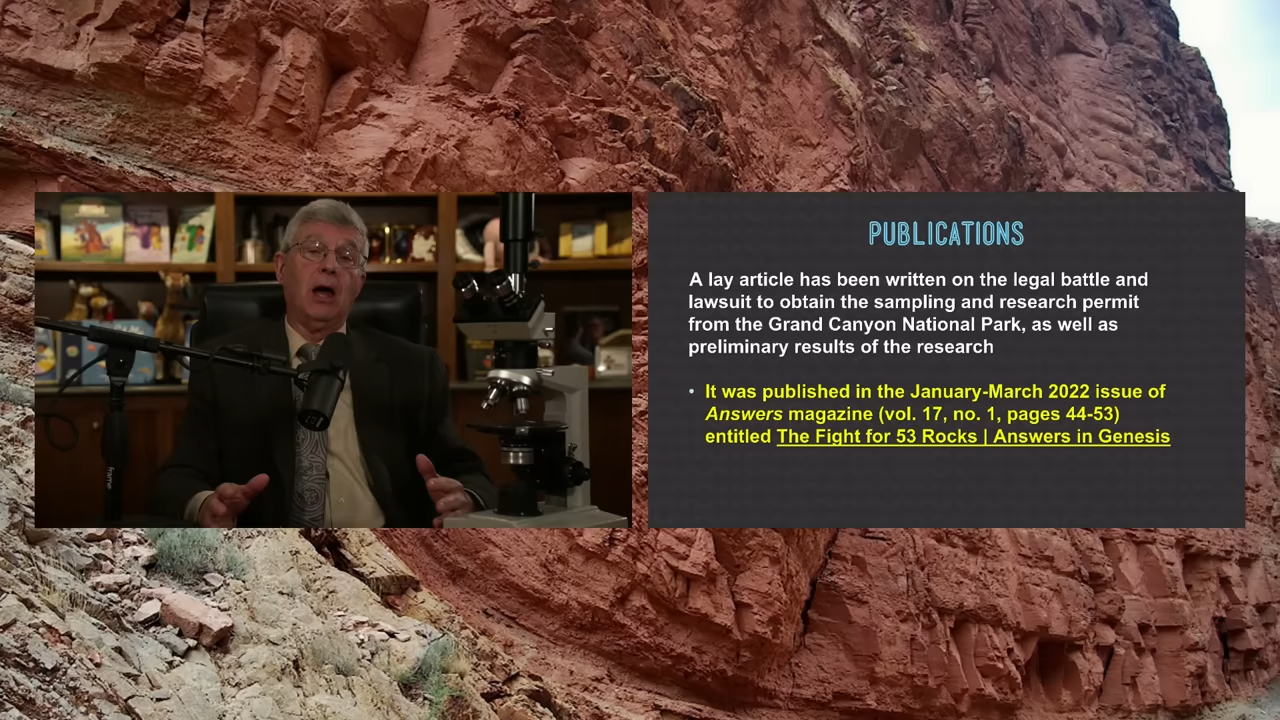 PUBLICATIONS
A lay article has been written on the legal battle and
lawsuit to obtain the sampling and research permit
from the Grand Canyon National Park, as well as
preliminary results of the research
• It was published in the January-March 2022 issue of
Answers magazine (vol. 17, no. 1, pages 44-53)
entitled The Fight for 53 Rocks | Answers in Genesis
frame